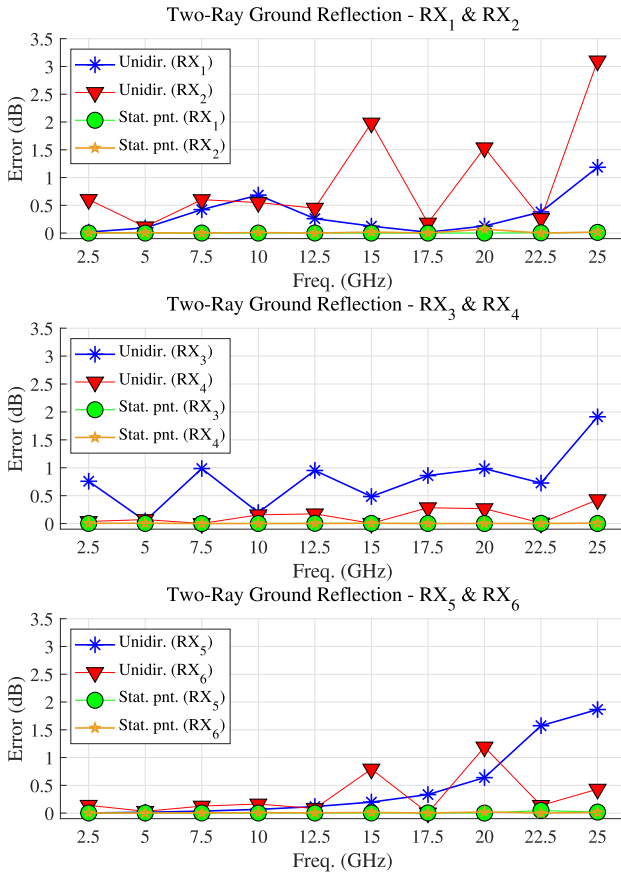 Two-Ray Ground Reflection - RX1 & RX2
Error (dB)
3.5
3
2.5
2
1.5
1
0.5
0
Unidir. (RX1)
Unidir. (RX2)
Stat. pnt. (RX1)
Stat. pnt. (RX2)
2.5 5 7.5 10 12.5 15 17.5 20 22.5 25
Freq. (GHz)
Two-Ray Ground Reflection - RX3 & RX4
Error (dB)
3.5
3
2.5
2
1.5
1
0.5
0
Unidir. (RX3)
Unidir. (RX4)
Stat. pnt. (RX3)
Stat. pnt. (RX4)
2.5 5 7.5 10 12.5 15 17.5 20 22.5 25
Freq. (GHz)
Two-Ray Ground Reflection - RX5 & RX6
Error (dB)
3.5
3
2.5
2
1.5
1
0.5
0
Unidir. (RX5)
Unidir. (RX6)
Stat. pnt. (RX5)
Stat. pnt. (RX6)
2.5 5 7.5 10 12.5 15 17.5 20 22.5 25
Freq. (GHz)